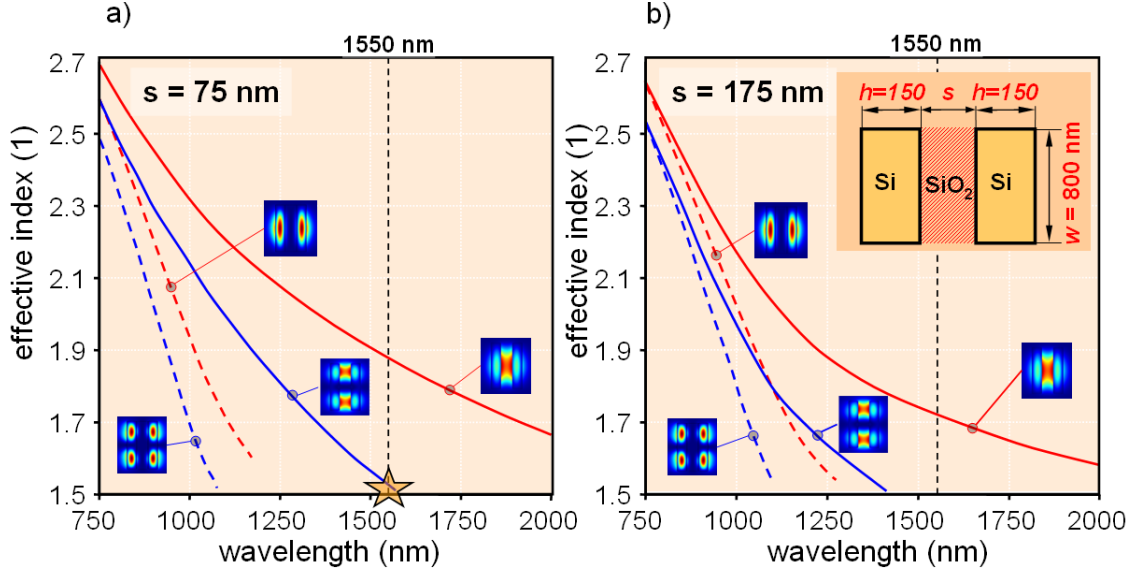 a)
b)
1550 nm
1550 nm
s = 75 nm
s = 175 nm
h=150 s h=150
Si SiO2 Si
w = 800 nm
effective index (1)
2.7
2.5
2.3
2.1
1.9
1.7
1.5
750 1000 1250 1500 1750 2000
wavelength (nm)
effective index (1)
2.7
2.5
2.3
2.1
1.9
1.7
1.5
750 1000 1250 1500 1750 2000
wavelength (nm)